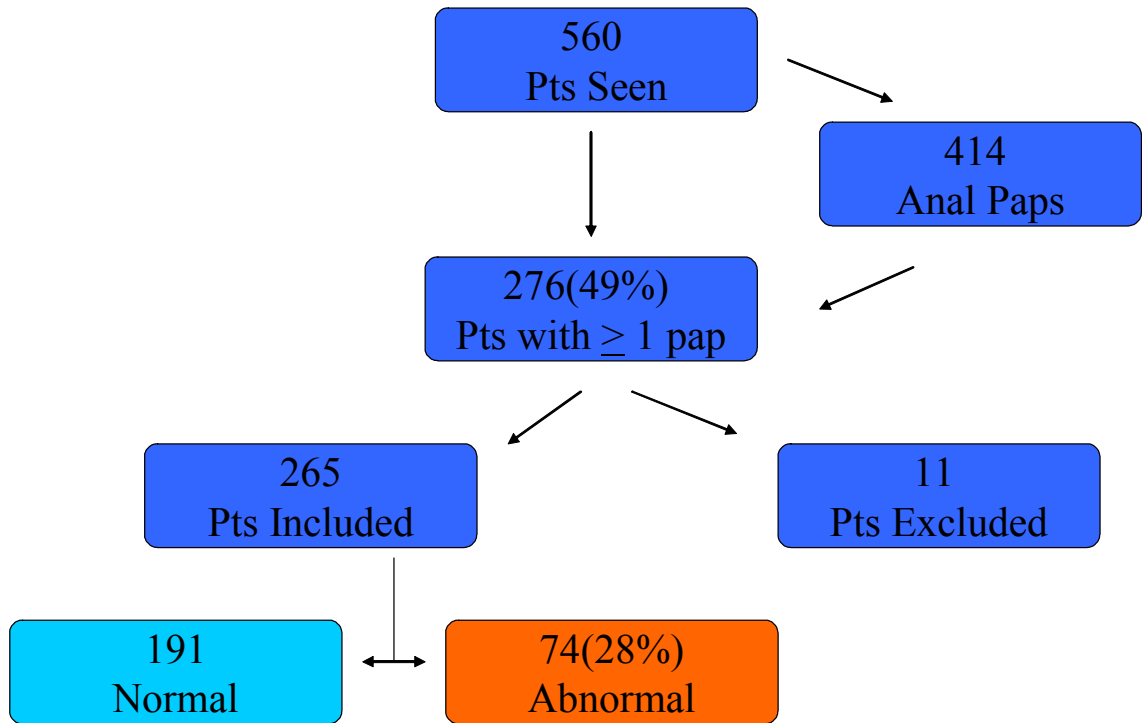 560
Pts Seen
414
Anal Paps
276(49%)
Pts with ≥ 1 pap
265
Pts Included
11
Pts Excluded
191
Normal
74(28%)
Abnormal